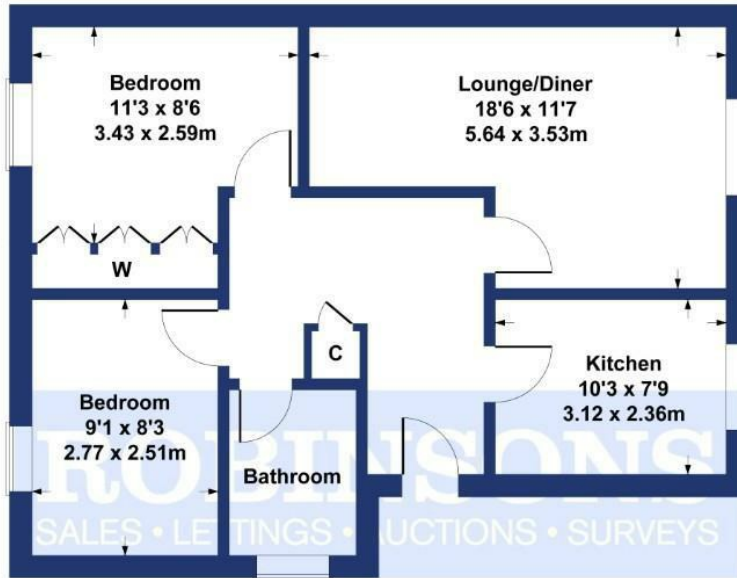 Bedroom
11'3 x 8'6
3.43 x 2.59m
Lounge/Diner
18'6 x 11'7
5.64 x 3.53m
W
C
Kitchen
10'3 x 7'9
3.12 x 2.36m
Bedroom
9'1 x 8'3
2.77 x 2.51m
Bathroom
ROBINSONS
SALES • LETTINGS • AUCTIONS • SURVEYS